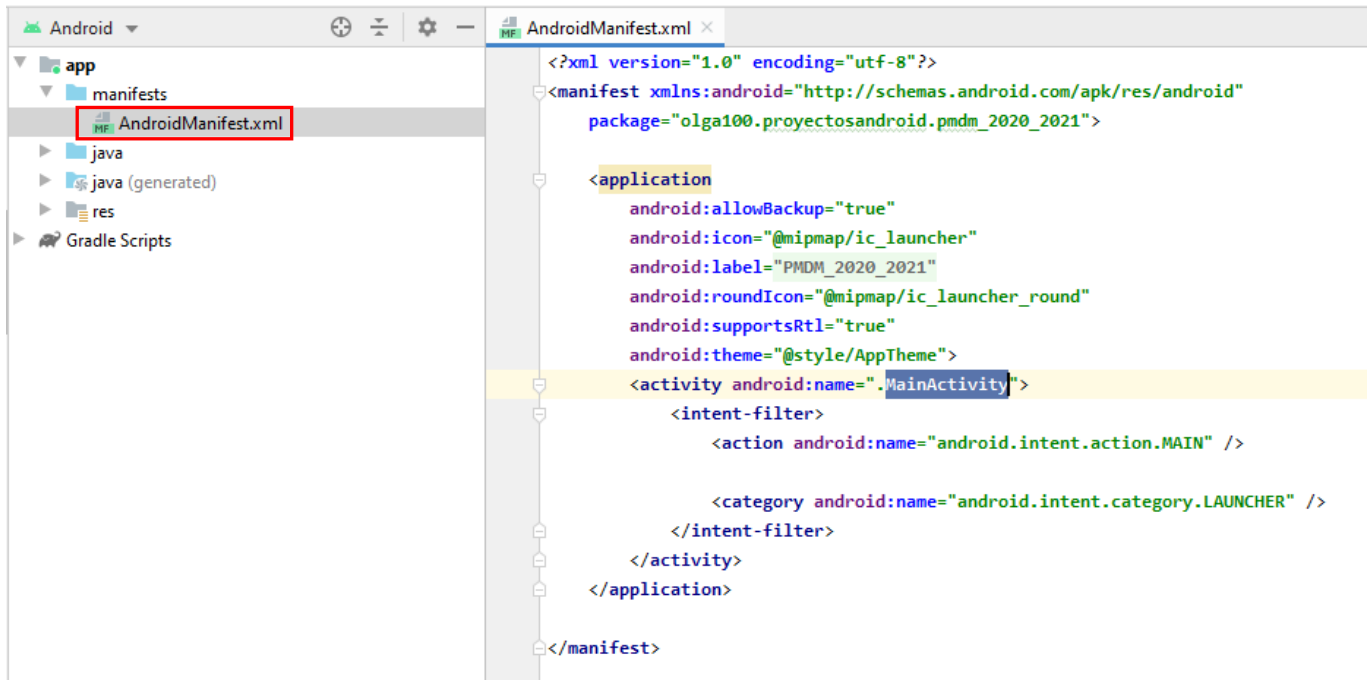 Android
app
manifests
MF AndroidManifest.xml
java
java (generated)
res
Gradle Scripts
MF AndroidManifest.xml
<?xml version="1.0" encoding="utf-8"?>
<manifest xmlns:android="http://schemas.android.com/apk/res/android"
    package="olga100.proyectosandroid.pmdm_2020_2021">

    <application
        android:allowBackup="true"
        android:icon="@mipmap/ic_launcher"
        android:label="PMDM_2020_2021"
        android:roundIcon="@mipmap/ic_launcher_round"
        android:supportsRtl="true"
        android:theme="@style/AppTheme">
        <activity android:name=".MainActivity">
            <intent-filter>
                <action android:name="android.intent.action.MAIN" />

                <category android:name="android.intent.category.LAUNCHER" />
            </intent-filter>
        </activity>
    </application>

</manifest>